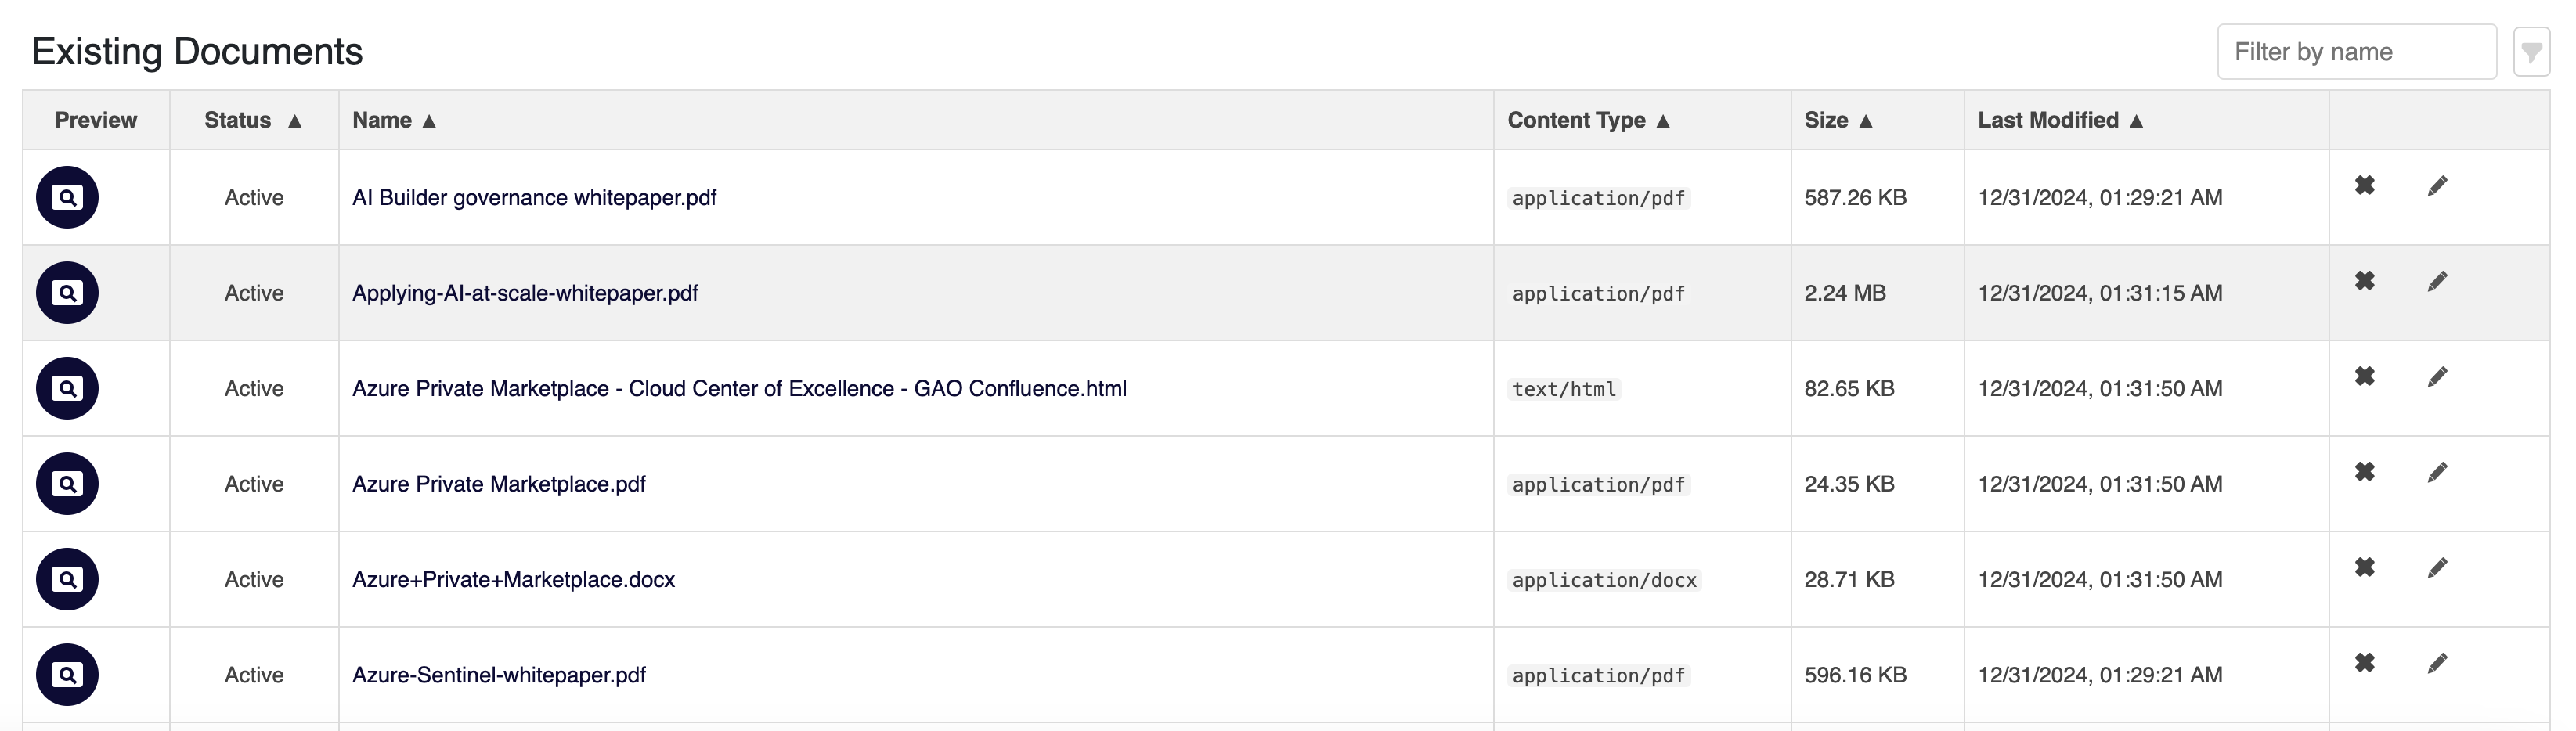 Existing Documents
Filter by name
Preview Status ▲ Name ▲ Content Type ▲ Size ▲ Last Modified ▲
Active AI Builder governance whitepaper.pdf application/pdf 587.26 KB 12/31/2024, 01:29:21 AM
Active Applying-AI-at-scale-whitepaper.pdf application/pdf 2.24 MB 12/31/2024, 01:31:15 AM
Active Azure Private Marketplace - Cloud Center of Excellence - GAO Confluence.html text/html 82.65 KB 12/31/2024, 01:31:50 AM
Active Azure Private Marketplace.pdf application/pdf 24.35 KB 12/31/2024, 01:31:50 AM
Active Azure+Private+Marketplace.docx application/docx 28.71 KB 12/31/2024, 01:31:50 AM
Active Azure-Sentinel-whitepaper.pdf application/pdf 596.16 KB 12/31/2024, 01:29:21 AM